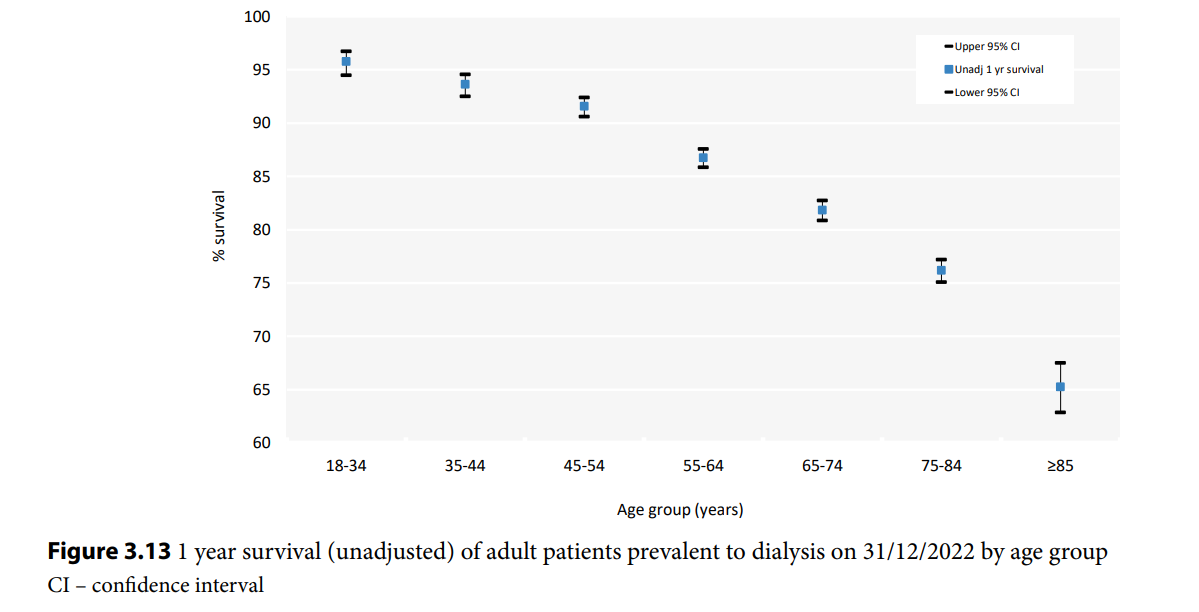 100
95
90
85
80
75
70
65
60
% survival
Upper 95% CI
Unadj 1 yr survival
Lower 95% CI
18-34 35-44 45-54 55-64 65-74 75-84 ≥85
Age group (years)
Figure 3.13 1 year survival (unadjusted) of adult patients prevalent to dialysis on 31/12/2022 by age group
CI – confidence interval